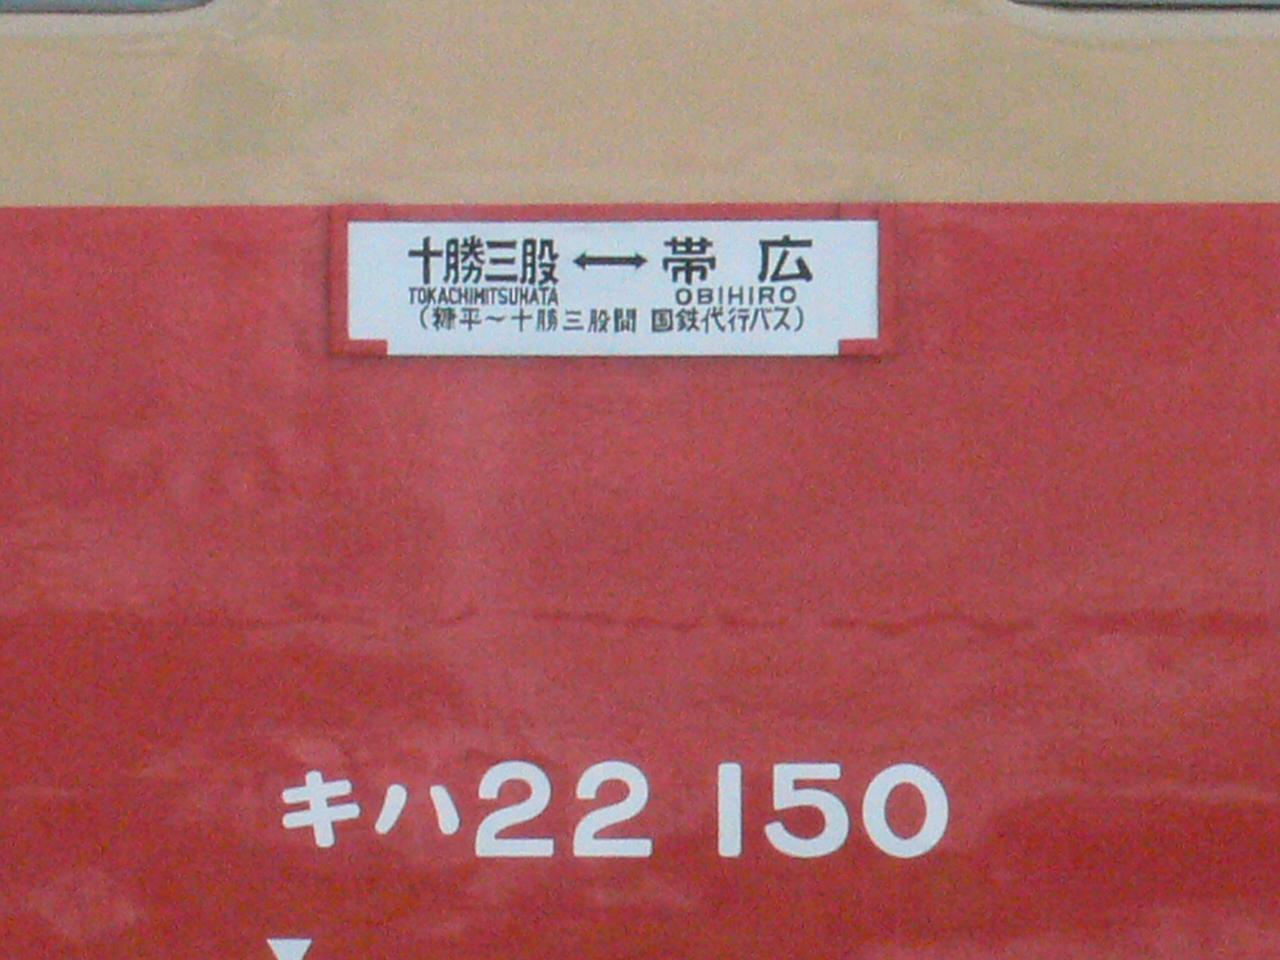 十勝三股 ⟷ 帯広
TOKACHIMITSUMATA OBIHIRO
(糠平～十勝三股間 国鉄代行バス)
キハ22 150